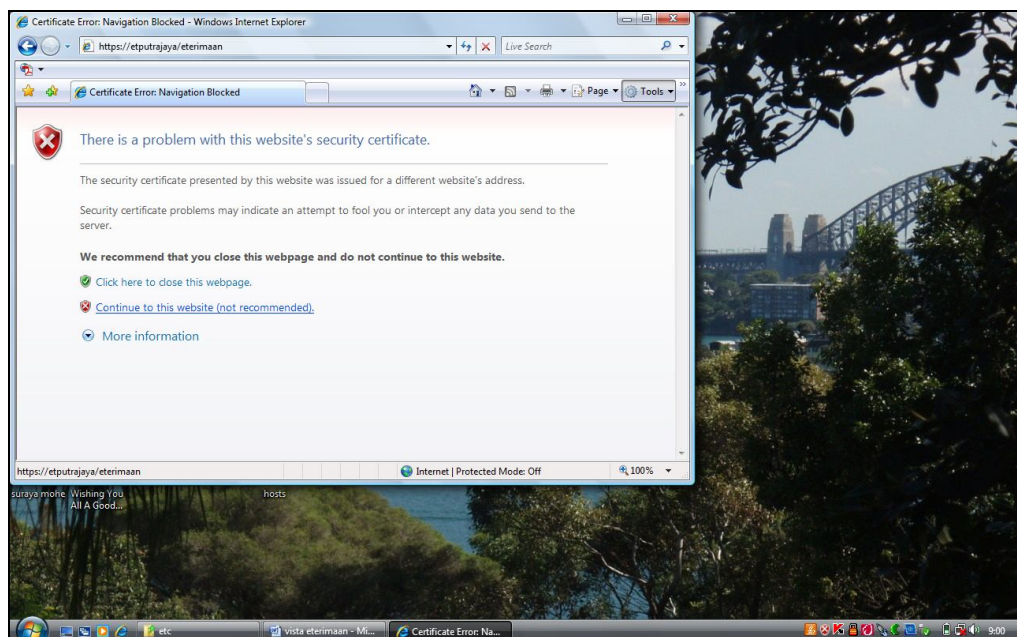 Certificate Error: Navigation Blocked - Windows Internet Explorer
https://etputrajaya/eterimaan
Live Search
Certificate Error: Navigation Blocked
Page
Tools
There is a problem with this website's security certificate.
The security certificate presented by this website was issued for a different website's address.
Security certificate problems may indicate an attempt to fool you or intercept any data you send to the
server.
We recommend that you close this webpage and do not continue to this website.
Click here to close this webpage.
Continue to this website (not recommended).
More information
https://etputrajaya/eterimaan
Internet | Protected Mode: Off
100%
suraya mohe Wishing You
All A Good...
hosts
etc
vista eterimaan - Mi...
Certificate Error: Na...
9:00